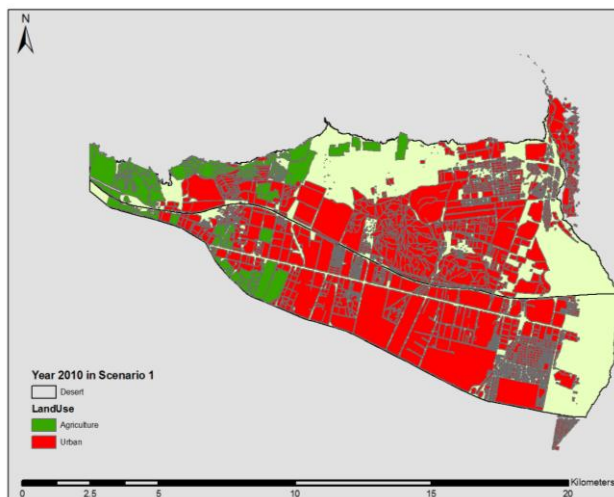 N
Year 2010 in Scenario 1
Desert
LandUse
Agriculture
Urban
0 2.5 5 10 15 20 Kilometers